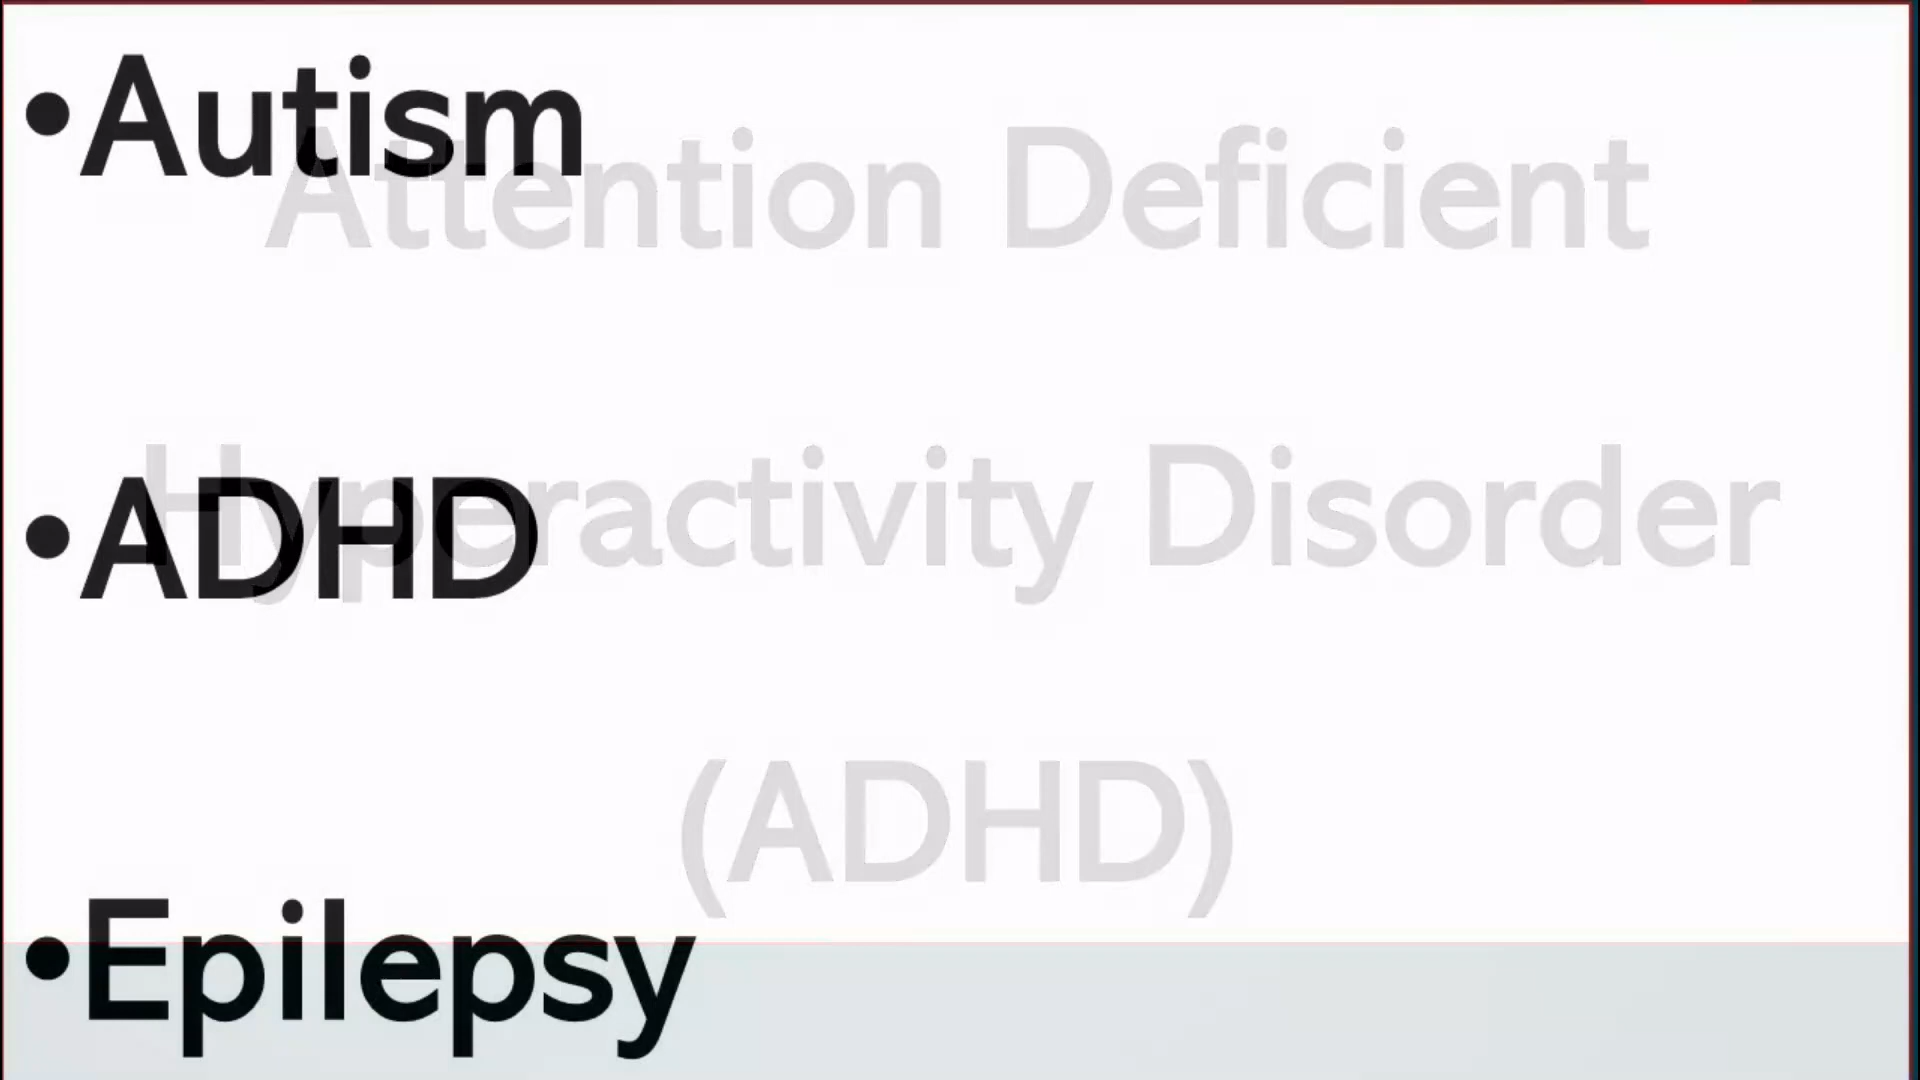 •Autism
Attention Deficient
Hyperactivity Disorder
•ADHD
(ADHD)
•Epilepsy